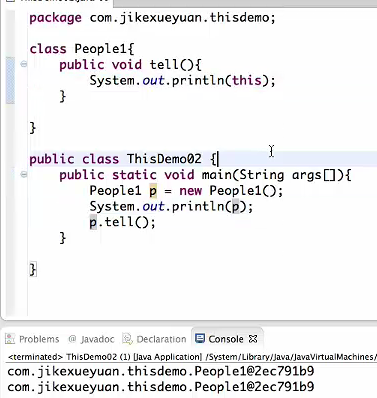 package com.jikexueyuan.thisdemo;
class People1{
public void tell(){
System.out.println(this);
}
}
public class ThisDemo02 {
public static void main(String args[]){
People1 p = new People1();
System.out.println(p);
p.tell();
}
}
Problems @ Javadoc Declaration Console
<terminated> ThisDemo02 (1) [Java Application] /System/Library/Java/JavaVirtualMachines/
com.jikexueyuan.thisdemo.People1@2ec791b9
com.jikexueyuan.thisdemo.People1@2ec791b9